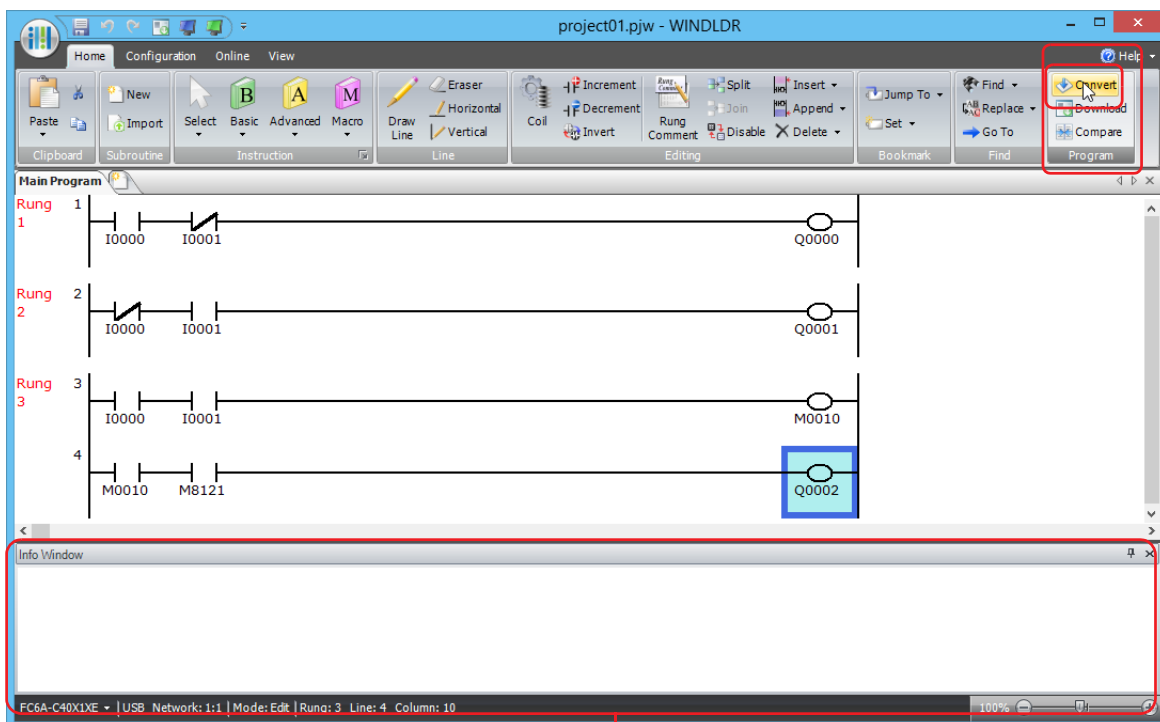 project01.pjw - WINDLDR
Home Configuration Online View Help
Paste
Clipboard
New
Import
Subroutine
Select Basic Advanced Macro
B A M
Instruction
Draw Line
Eraser
Horizontal
Vertical
Line
Coil
Increment
Decrement
Invert
Rung Comment
Split
Join
Disable
Insert
Append
Delete
Editing
Jump To
Set
Bookmark
Find
Replace
Go To
Find
Convert
Download
Compare
Program
Main Program
Rung 1
1
I0000 I0001 Q0000
Rung 2
2
I0000 I0001 Q0001
Rung 3
3
I0000 I0001 M0010
4
M0010 M8121 Q0002
Info Window
FC6A-C40X1XE | USB Network: 1:1 | Mode: Edit | Rung: 3 Line: 4 Column: 10 100%